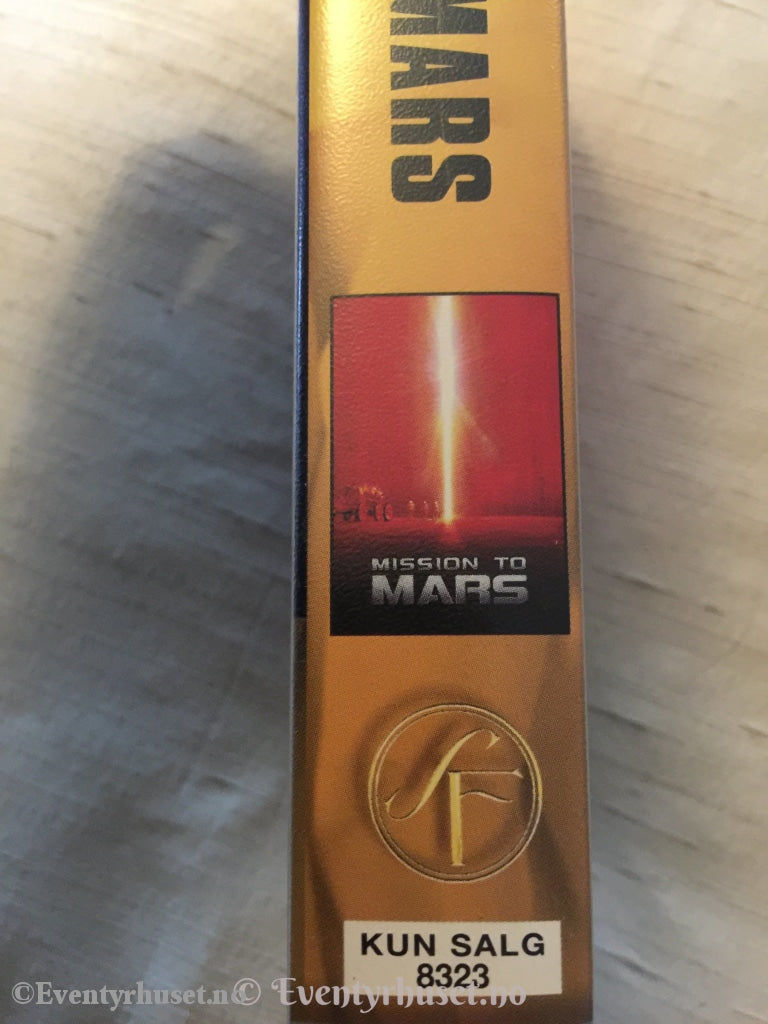 MARS
MISSION TO
MARS
SF
KUN SALG
8323
©Eventyrhuset.no © Eventyrhuset.no